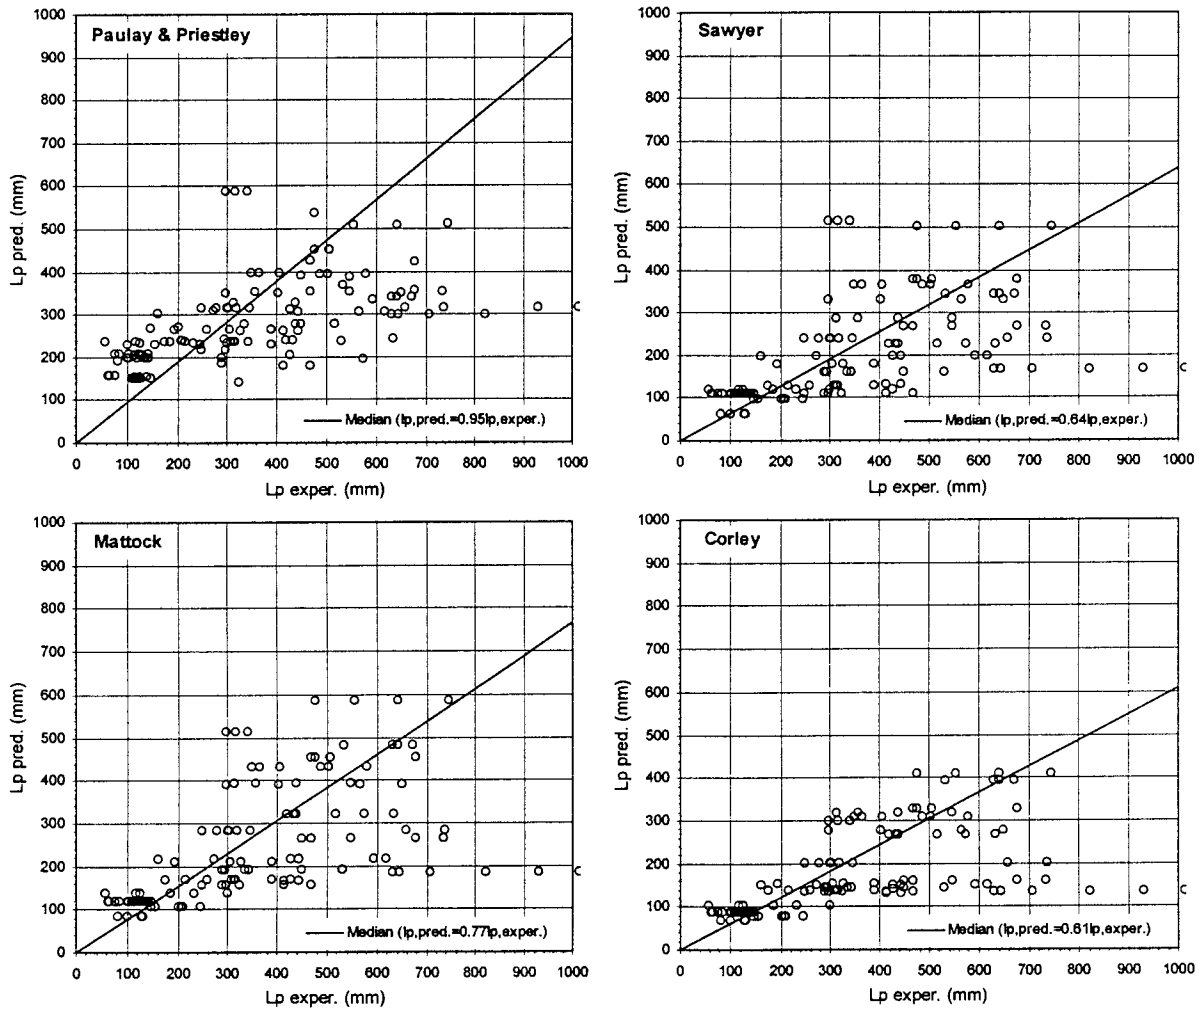 Paulay & Priestley
1000
900
800
700
600
500
400
300
200
100
0
Lp pred. (mm)
Median (lp,pred.=0.95lp,exper.)
0 100 200 300 400 500 600 700 800 900 1000
Lp exper. (mm)
Sawyer
1000
900
800
700
600
500
400
300
200
100
0
Lp pred. (mm)
Median (lp,pred.=0.64lp,exper.)
0 100 200 300 400 500 600 700 800 900 1000
Lp exper. (mm)
Mattock
1000
900
800
700
600
500
400
300
200
100
0
Lp pred. (mm)
Median (lp,pred.=0.77lp,exper.)
0 100 200 300 400 500 600 700 800 900 1000
Lp exper. (mm)
Corley
1000
900
800
700
600
500
400
300
200
100
0
Lp pred. (mm)
Median (lp,pred.=0.61lp,exper.)
0 100 200 300 400 500 600 700 800 900 1000
Lp exper. (mm)